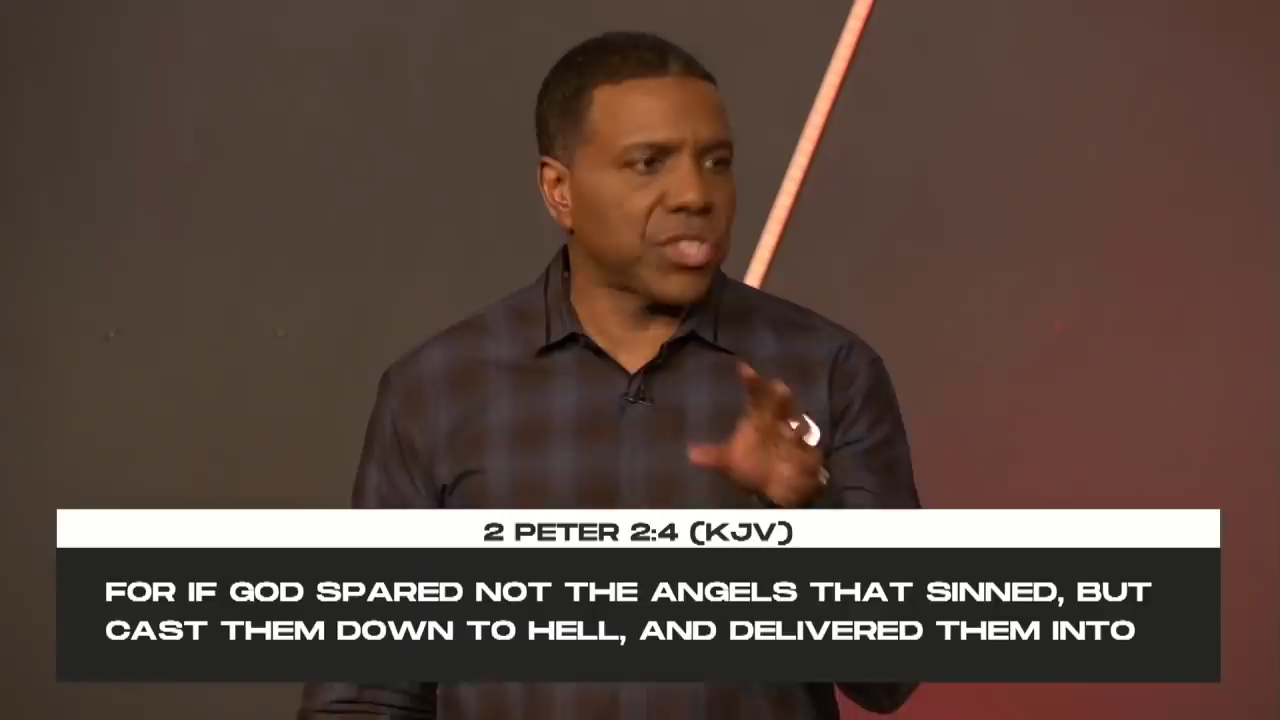 2 PETER 2:4 (KJV)
FOR IF GOD SPARED NOT THE ANGELS THAT SINNED, BUT
CAST THEM DOWN TO HELL, AND DELIVERED THEM INTO